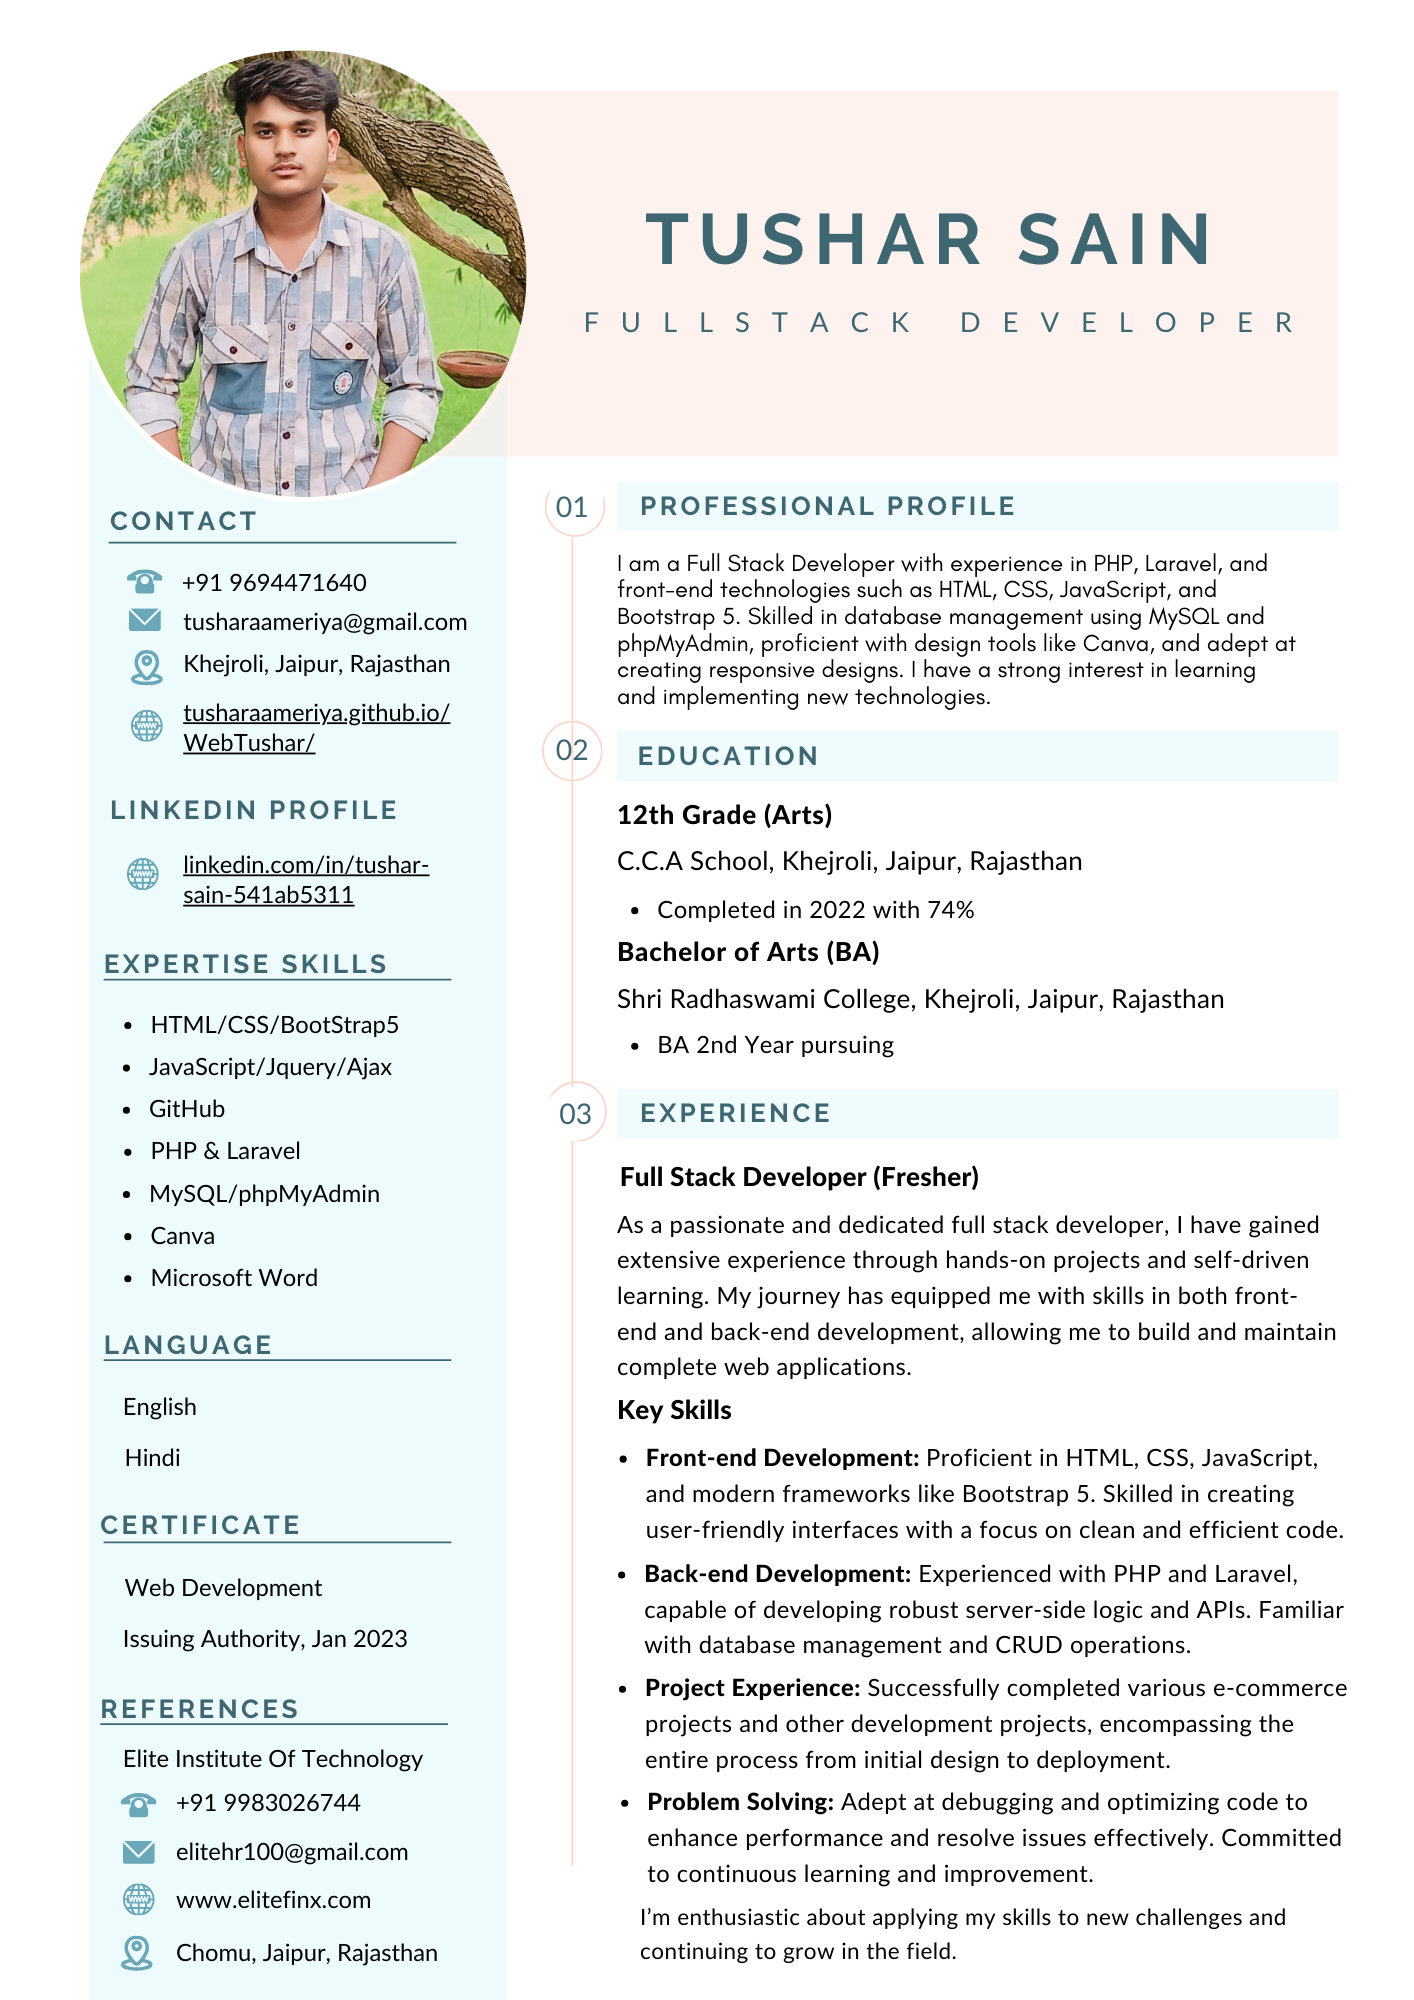 TUSHAR SAIN
FULLSTACK DEVELOPER
CONTACT
+91 9694471640
tusharaameriya@gmail.com
Khejroli, Jaipur, Rajasthan
tusharaameriya.github.io/
WebTushar/
LINKEDIN PROFILE
linkedin.com/in/tushar-
sain-541ab5311
EXPERTISE SKILLS
• HTML/CSS/BootStrap5
• JavaScript/Jquery/Ajax
• GitHub
• PHP & Laravel
• MySQL/phpMyAdmin
• Canva
• Microsoft Word
LANGUAGE
English
Hindi
CERTIFICATE
Web Development
Issuing Authority, Jan 2023
REFERENCES
Elite Institute Of Technology
+91 9983026744
elitehr100@gmail.com
www.elitefinx.com
Chomu, Jaipur, Rajasthan
01 PROFESSIONAL PROFILE
I am a Full Stack Developer with experience in PHP, Laravel, and
front-end technologies such as HTML, CSS, JavaScript, and
Bootstrap 5. Skilled in database management using MySQL and
phpMyAdmin, proficient with design tools like Canva, and adept at
creating responsive designs. I have a strong interest in learning
and implementing new technologies.
02 EDUCATION
12th Grade (Arts)
C.C.A School, Khejroli, Jaipur, Rajasthan
• Completed in 2022 with 74%
Bachelor of Arts (BA)
Shri Radhaswami College, Khejroli, Jaipur, Rajasthan
• BA 2nd Year pursuing
03 EXPERIENCE
Full Stack Developer (Fresher)
As a passionate and dedicated full stack developer, I have gained
extensive experience through hands-on projects and self-driven
learning. My journey has equipped me with skills in both front-
end and back-end development, allowing me to build and maintain
complete web applications.
Key Skills
• Front-end Development: Proficient in HTML, CSS, JavaScript,
and modern frameworks like Bootstrap 5. Skilled in creating
user-friendly interfaces with a focus on clean and efficient code.
• Back-end Development: Experienced with PHP and Laravel,
capable of developing robust server-side logic and APIs. Familiar
with database management and CRUD operations.
• Project Experience: Successfully completed various e-commerce
projects and other development projects, encompassing the
entire process from initial design to deployment.
• Problem Solving: Adept at debugging and optimizing code to
enhance performance and resolve issues effectively. Committed
to continuous learning and improvement.
I'm enthusiastic about applying my skills to new challenges and
continuing to grow in the field.